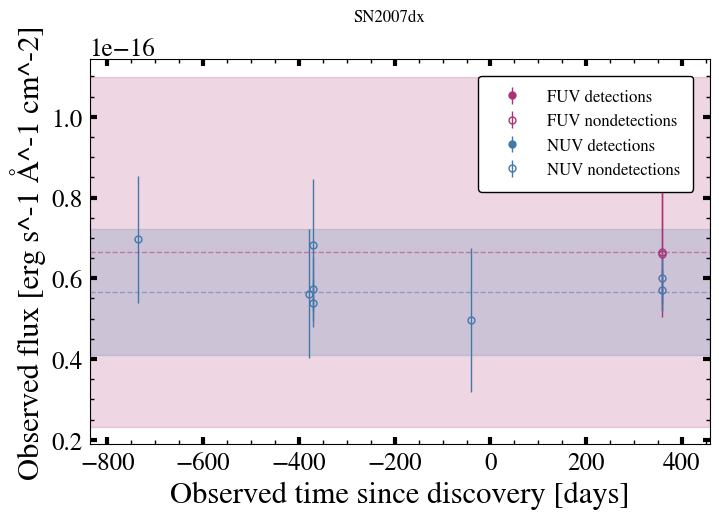 SN2007dx
1e−16
Observed flux [erg s^-1 Å^-1 cm^-2]
1.0
0.8
0.6
0.4
0.2
FUV detections
FUV nondetections
NUV detections
NUV nondetections
−800 −600 −400 −200 0 200 400
Observed time since discovery [days]